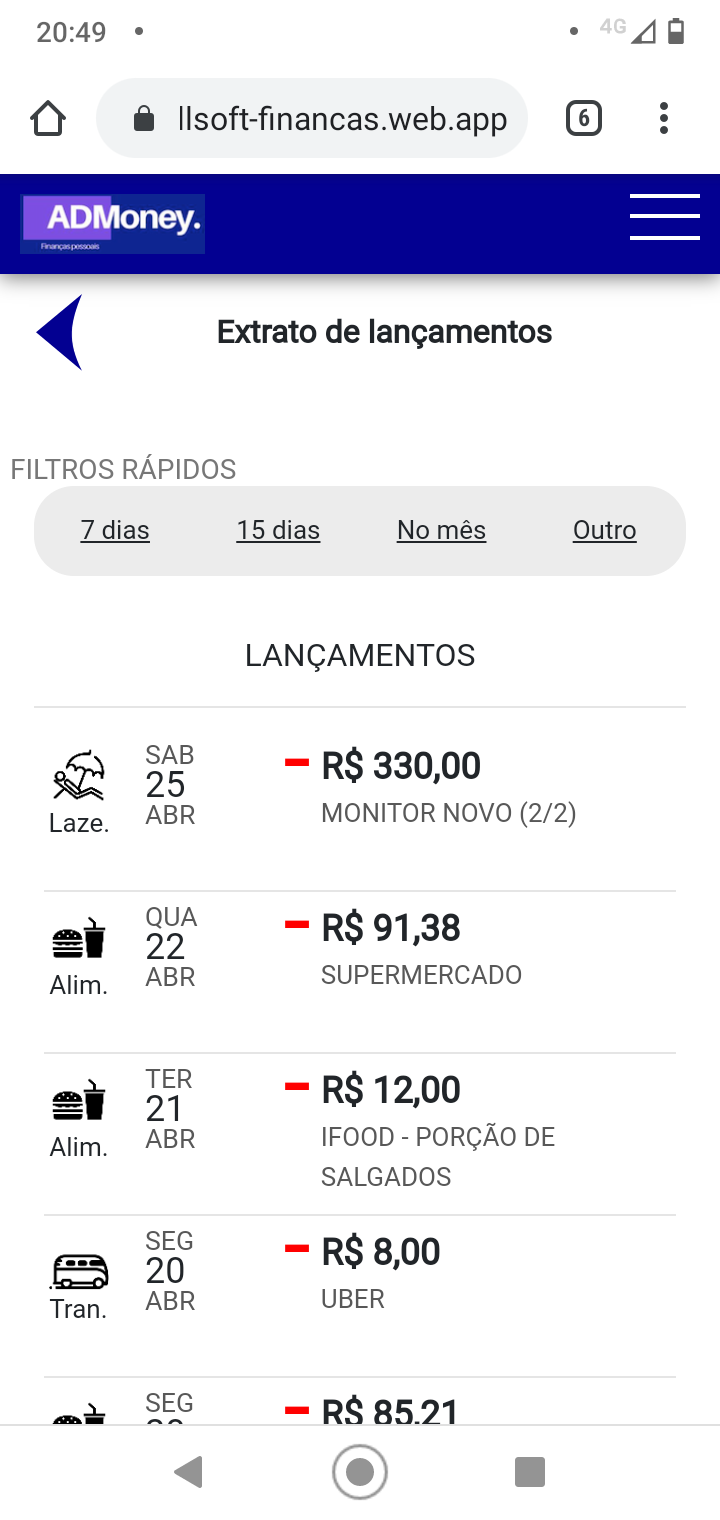 20:49
4G
llsoft-financas.web.app
6
ADMoney.
Finanças pessoais
Extrato de lançamentos
FILTROS RÁPIDOS
7 dias 15 dias No mês Outro
LANÇAMENTOS
SAB
25
ABR
Laze.
R$ 330,00
MONITOR NOVO (2/2)
QUA
22
ABR
Alim.
R$ 91,38
SUPERMERCADO
TER
21
ABR
Alim.
R$ 12,00
IFOOD - PORÇÃO DE
SALGADOS
SEG
20
ABR
Tran.
R$ 8,00
UBER
SEG
R$ 85,21